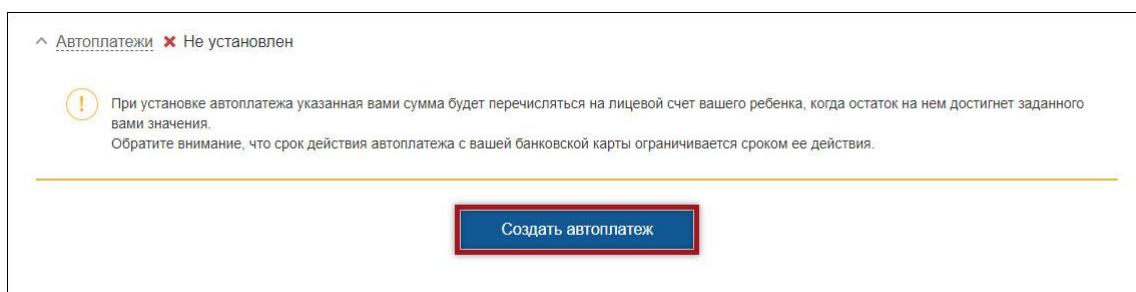 Автоплатежи ✖ Не установлен
При установке автоплатежа указанная вами сумма будет перечисляться на лицевой счет вашего ребенка, когда остаток на нем достигнет заданного
вами значения.
Обратите внимание, что срок действия автоплатежа с вашей банковской карты ограничивается сроком ее действия.
Создать автоплатеж